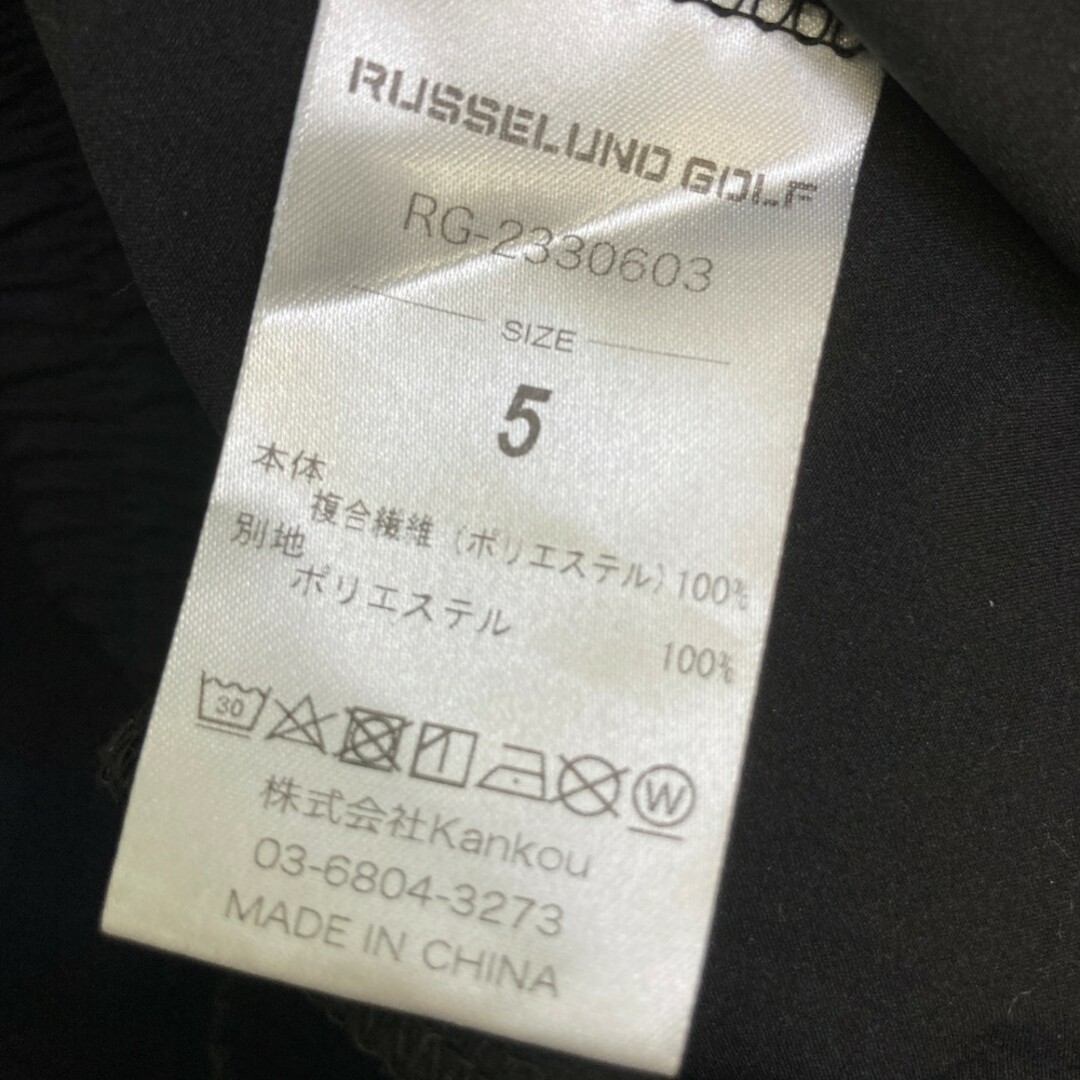 RUSSELUNO GOLF
RG-2330603
SIZE
5
本体
複合繊維(ポリエステル)100%
別地
ポリエステル 100%
30 W
株式会社Kankou
03-6804-3273
MADE IN CHINA